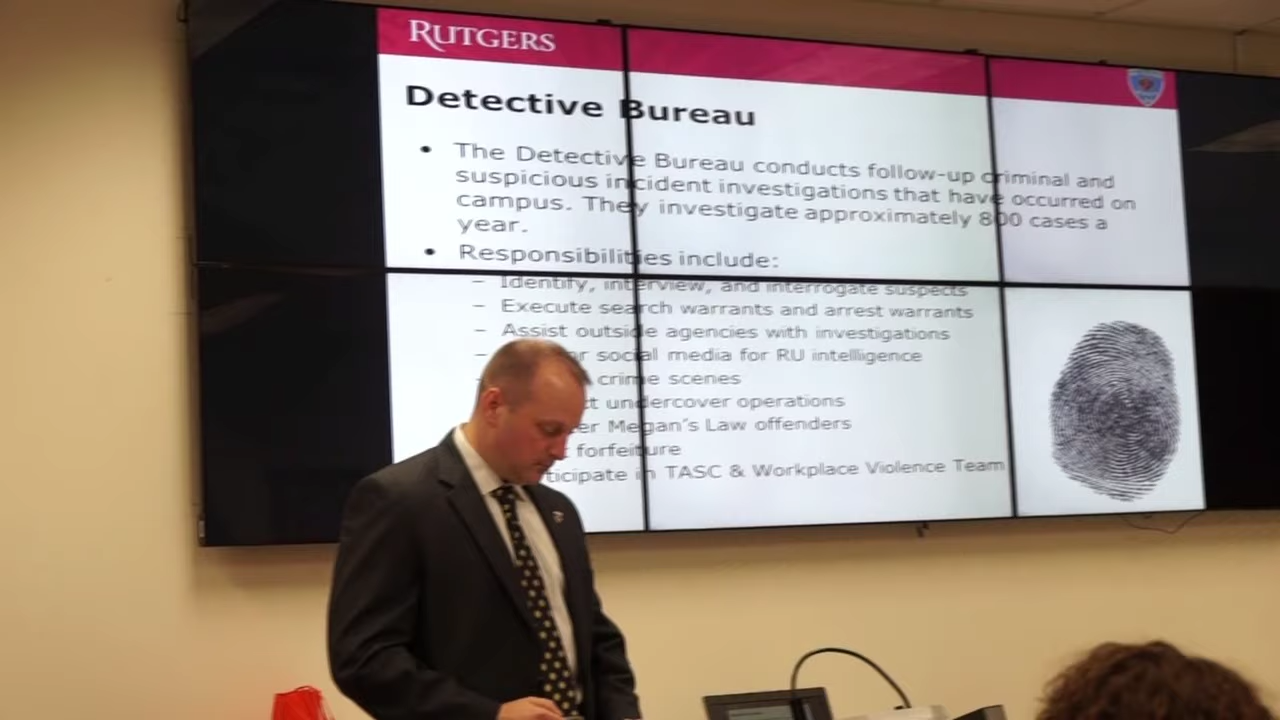 RUTGERS
Detective Bureau
• The Detective Bureau conducts follow-up criminal and
suspicious incident investigations that have occurred on
campus. They investigate approximately 800 cases a
year.
• Responsibilities include:
– Identify, interview, and interrogate suspects
– Execute search warrants and arrest warrants
– Assist outside agencies with investigations
– social media for RU intelligence
crime scenes
undercover operations
Megan's Law offenders
forfeiture
in TASC & Workplace Violence Team